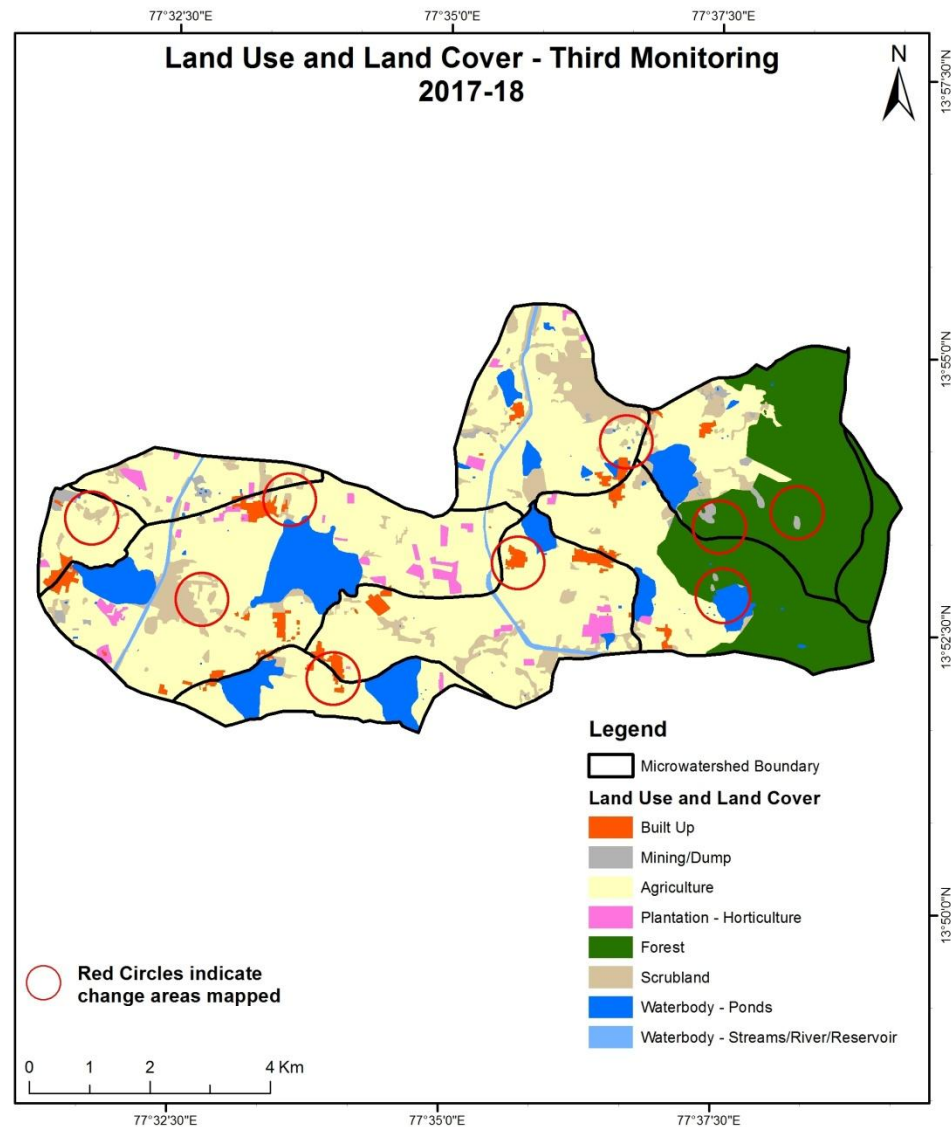 77°32'30"E 77°35'0"E 77°37'30"E
Land Use and Land Cover - Third Monitoring
2017-18
N
13°57'30"N
13°55'0"N
13°52'30"N
13°50'0"N
Legend
Microwatershed Boundary
Land Use and Land Cover
Built Up
Mining/Dump
Agriculture
Plantation - Horticulture
Forest
Scrubland
Waterbody - Ponds
Waterbody - Streams/River/Reservoir
Red Circles indicate
change areas mapped
0 1 2 4 Km
77°32'30"E 77°35'0"E 77°37'30"E